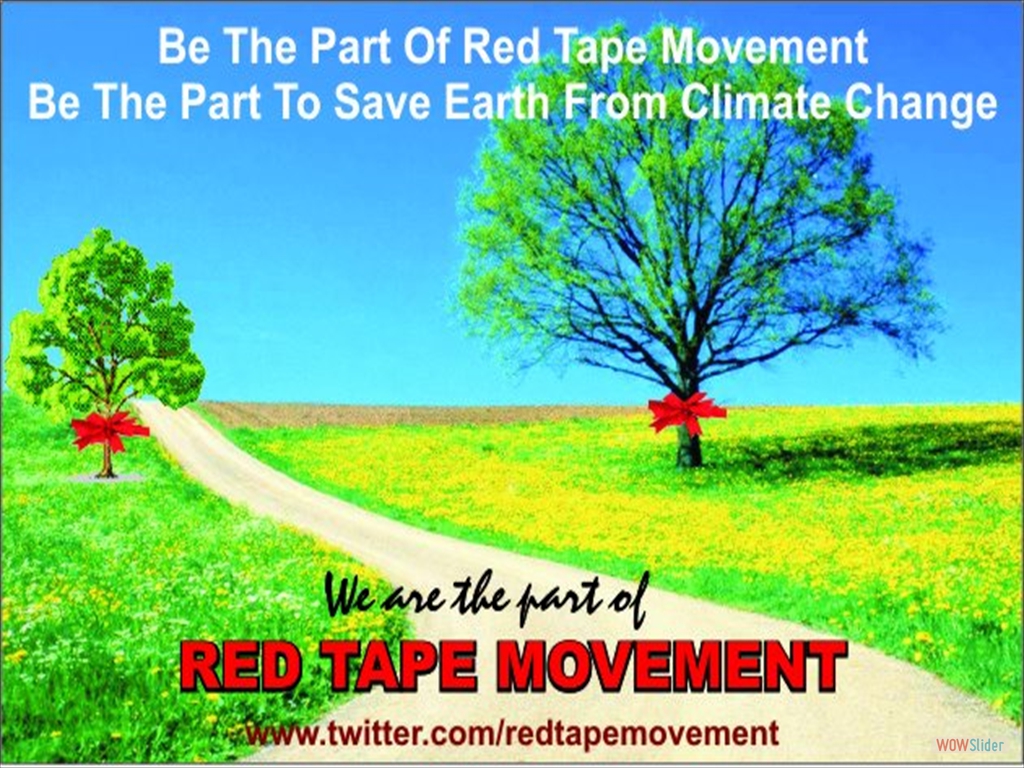 Be The Part Of Red Tape Movement
Be The Part To Save Earth From Climate Change
We are the part of
RED TAPE MOVEMENT
www.twitter.com/redtapemovement
WOWSlider